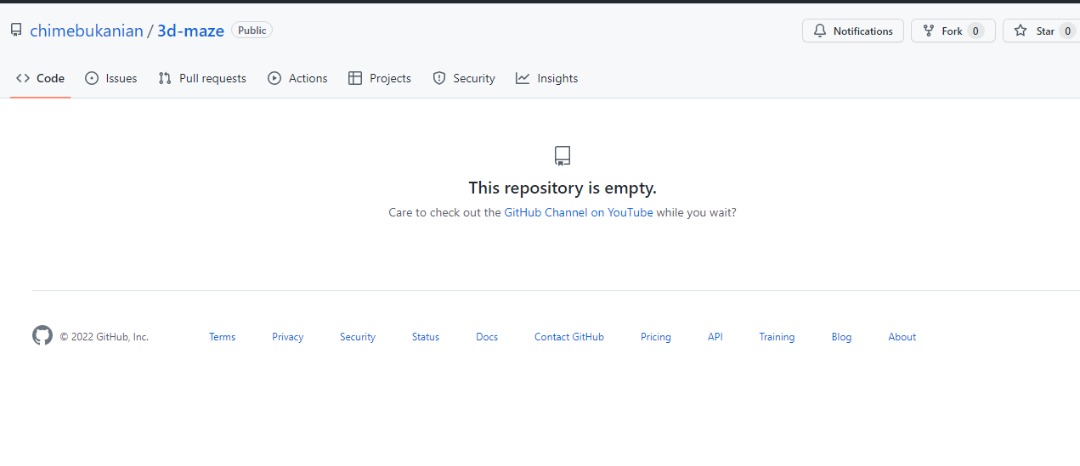 chimebukanian / 3d-maze Public Notifications Fork 0 Star 0
Code Issues Pull requests Actions Projects Security Insights
This repository is empty.
Care to check out the GitHub Channel on YouTube while you wait?
© 2022 GitHub, Inc. Terms Privacy Security Status Docs Contact GitHub Pricing API Training Blog About